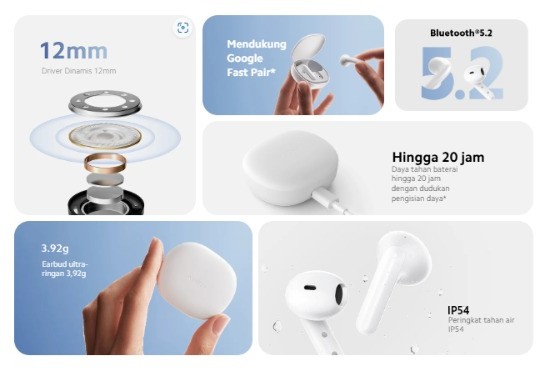 12mm
Driver Dinamis 12mm
Mendukung
Google
Fast Pair*
Bluetooth®5.2
5.2
Hingga 20 jam
Daya tahan baterai
hingga 20 jam
dengan dudukan
pengisian daya*
3.92g
Earbud ultra-
ringan 3,92g
IP54
Peringkat tahan air
IP54